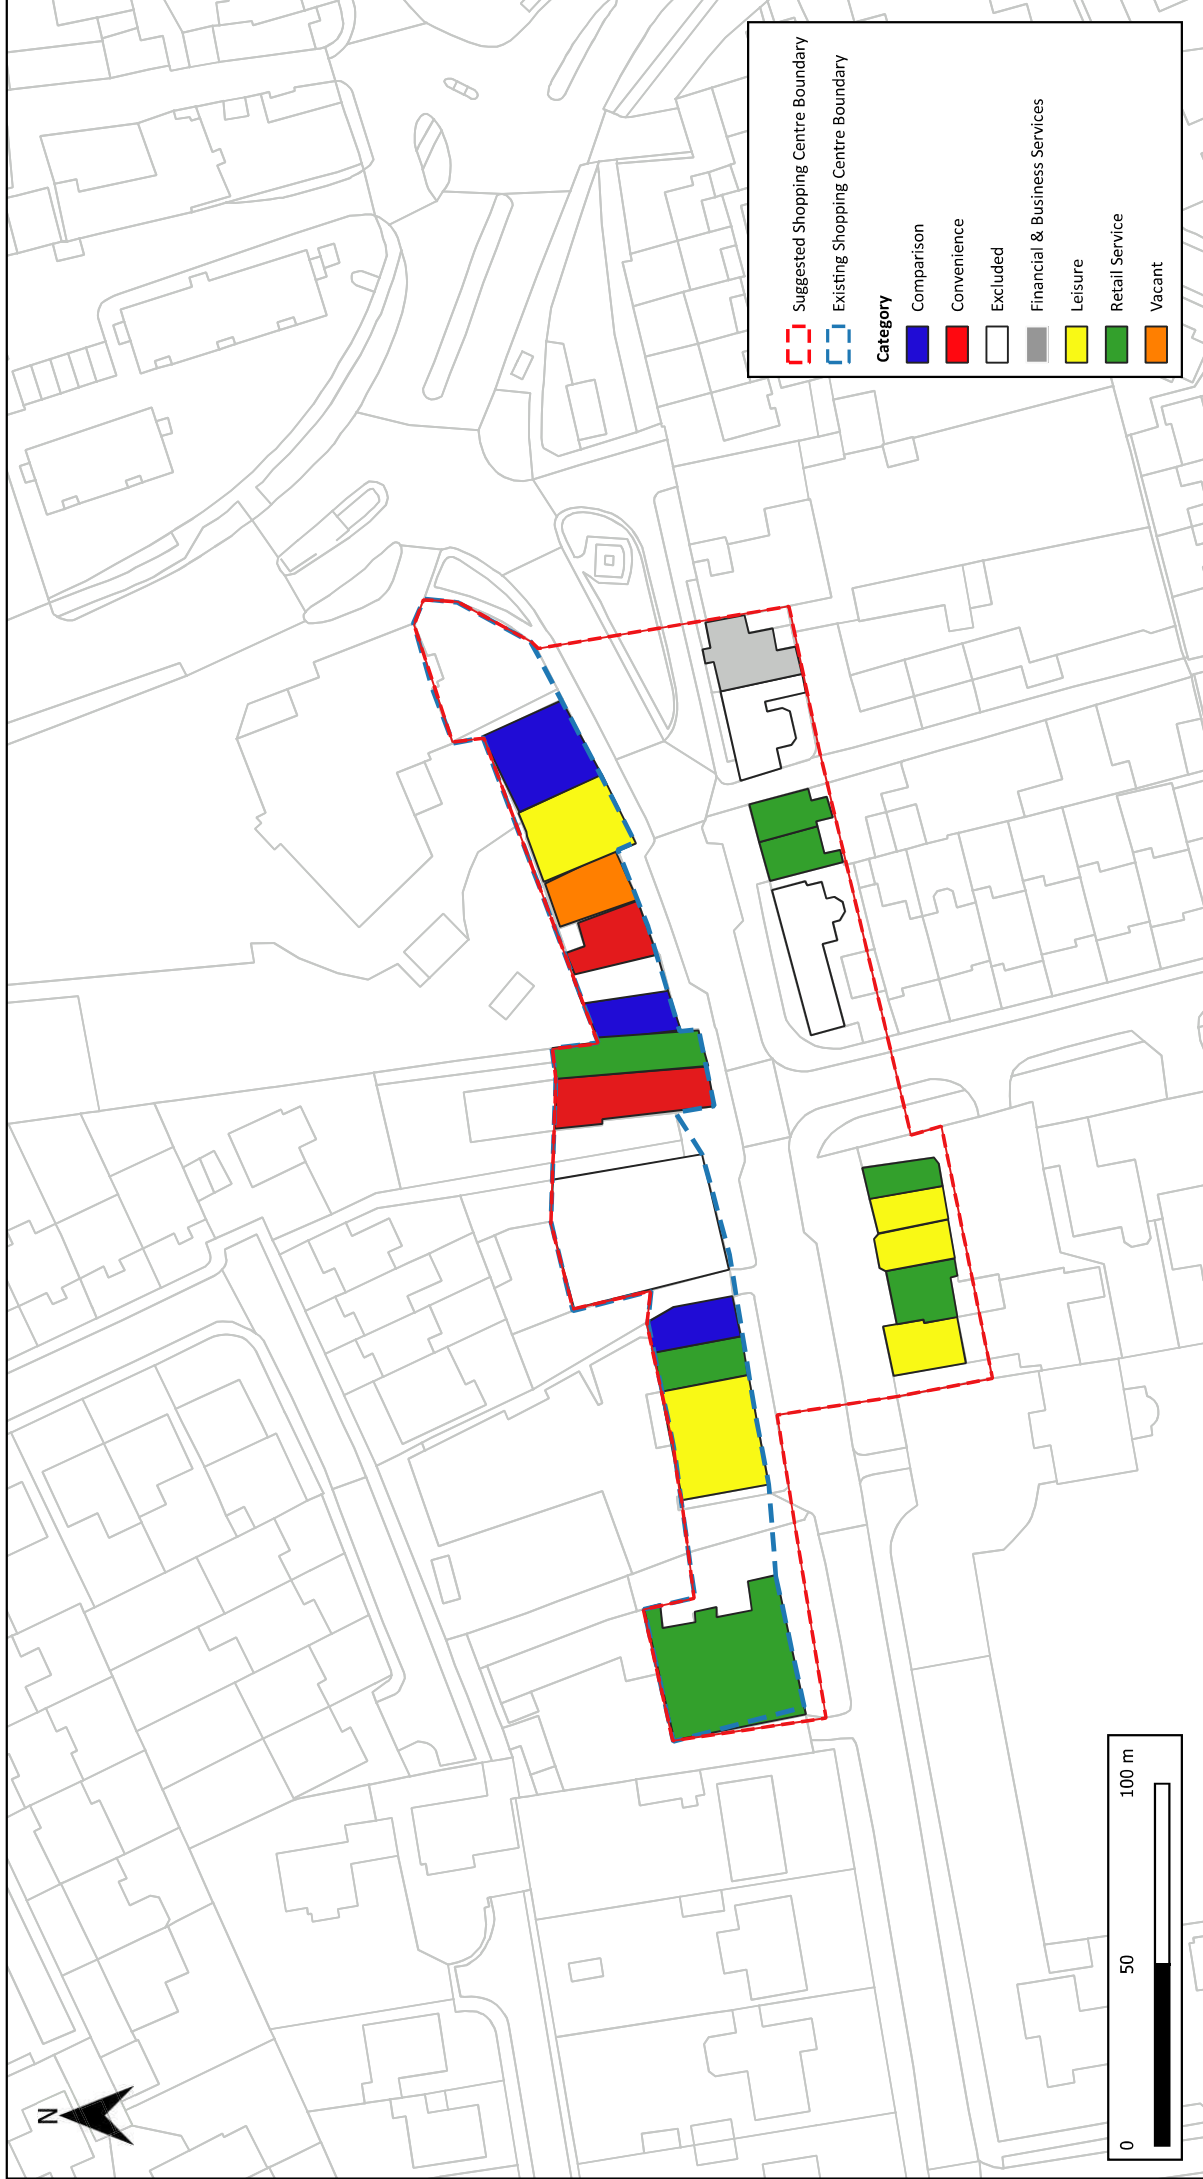 N
Suggested Shopping Centre Boundary
Existing Shopping Centre Boundary
Category
Comparison
Convenience
Excluded
Financial & Business Services
Leisure
Retail Service
Vacant
0 50 100 m